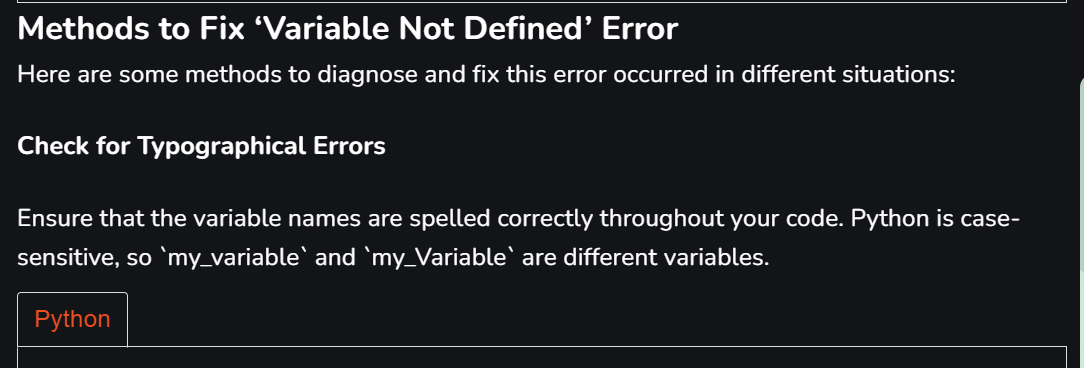 Methods to Fix ‘Variable Not Defined’ Error
Here are some methods to diagnose and fix this error occurred in different situations:
Check for Typographical Errors
Ensure that the variable names are spelled correctly throughout your code. Python is case-
sensitive, so `my_variable` and `my_Variable` are different variables.
Python